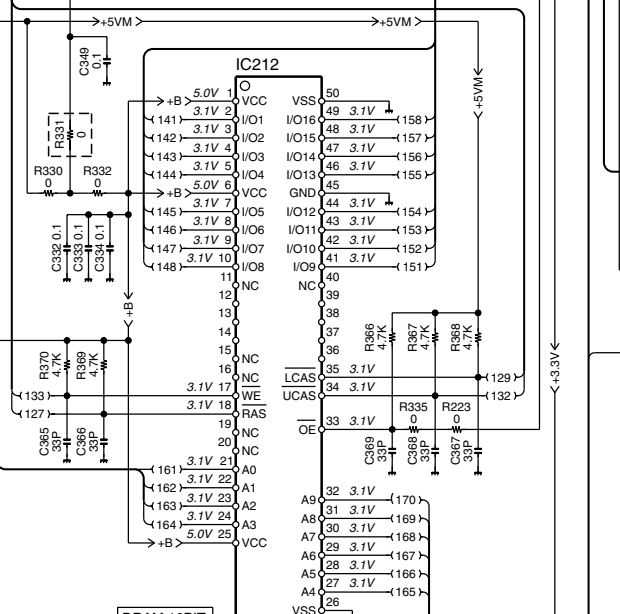 +5VM
+5VM
C349
0.1
IC212
+5VM
5.0V 1 VCC
+B
VSS 50
3.1V 2 I/O1
(141)
I/O16 49 3.1V
(158)
3.1V 3 I/O2
(142)
I/O15 48 3.1V
(157)
R331
0
3.1V 4 I/O3
(143)
I/O14 47 3.1V
(156)
3.1V 5 I/O4
(144)
I/O13 46 3.1V
(155)
R330
0
R332
0
+B
5.0V 6 VCC
GND 45
3.1V 7 I/O5
(145)
I/O12 44 3.1V
(154)
3.1V 8 I/O6
(146)
I/O11 43 3.1V
(153)
3.1V 9 I/O7
(147)
I/O10 42 3.1V
(152)
3.1V 10 I/O8
(148)
I/O9 41 3.1V
(151)
C332 0.1
C333 0.1
C334 0.1
11 NC
NC 40
12
39
+B
13
38
14
37
R366
4.7K
R367
4.7K
R368
4.7K
15 NC
36
R370
4.7K
R369
4.7K
16 NC
LCAS 35 3.1V
(129)
+3.3V
(133)
3.1V 17 WE
UCAS 34 3.1V
(132)
(127)
3.1V 18 RAS
19 NC
OE 33 3.1V
R335
0
R223
0
C365
33P
C366
33P
20 NC
C369
33P
C368
33P
C367
33P
(161)
3.1V 21 A0
(162)
3.1V 22 A1
A9 32 3.1V
(170)
(163)
3.1V 23 A2
A8 31 3.1V
(169)
(164)
3.1V 24 A3
A7 30 3.1V
(168)
+B
5.0V 25 VCC
A6 29 3.1V
(167)
A5 28 3.1V
(166)
A4 27 3.1V
(165)
VSS 26